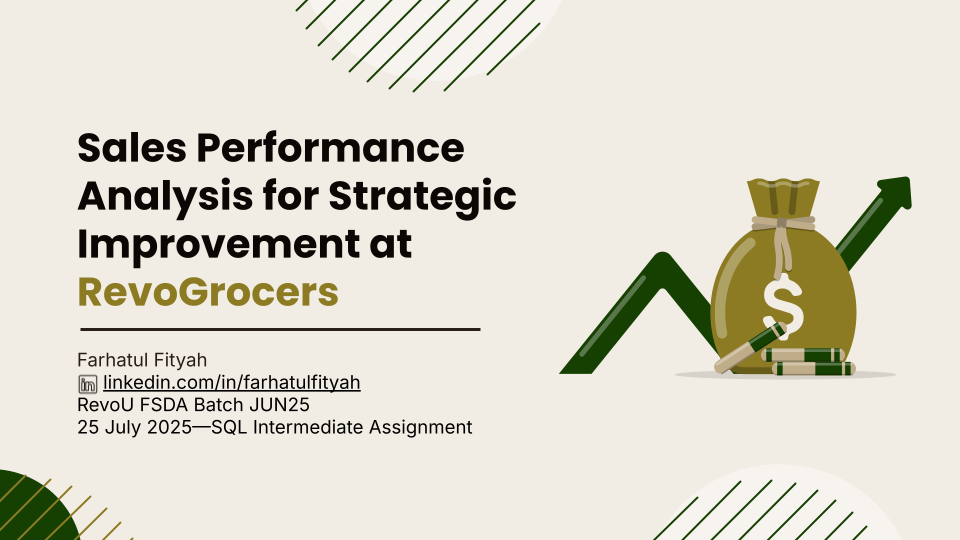 Sales Performance
Analysis for Strategic
Improvement at
RevoGrocers
Farhatul Fityah
linkedin.com/in/farhatulfityah
RevoU FSDA Batch JUN25
25 July 2025—SQL Intermediate Assignment
$